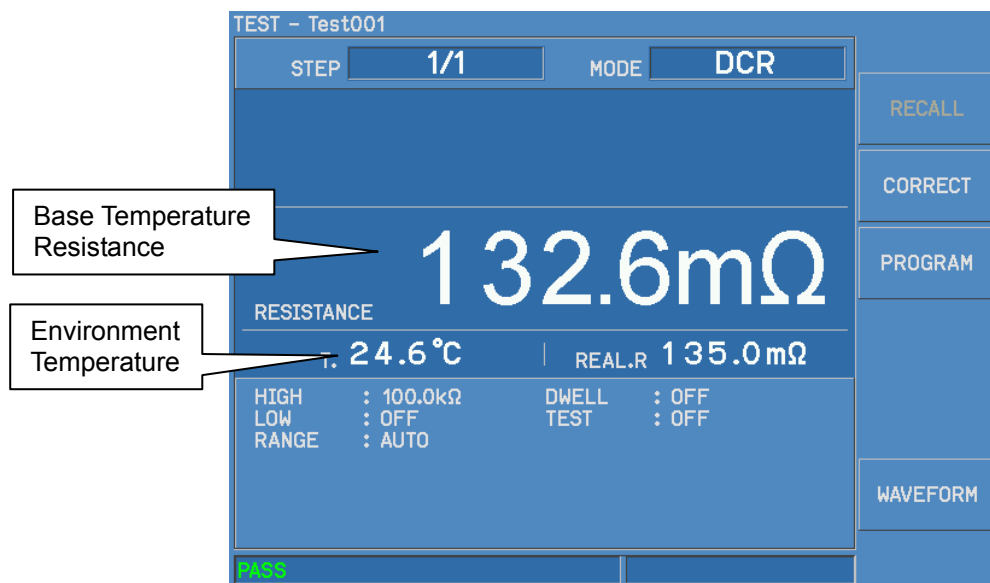 TEST - Test001
STEP 1/1 MODE DCR
RECALL
CORRECT
Base Temperature
Resistance
132.6mΩ
PROGRAM
RESISTANCE
Environment
Temperature
T. 24.6°C REAL.R 135.0mΩ
HIGH : 100.0kΩ DWELL : OFF
LOW : OFF TEST : OFF
RANGE : AUTO
WAVEFORM
PASS